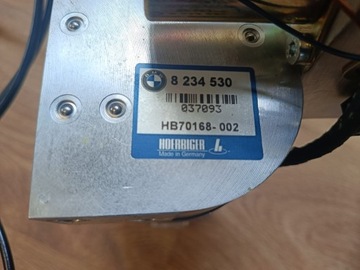 8 234 530
037093
HB70168-002
HOERBIGER
Made in Germany